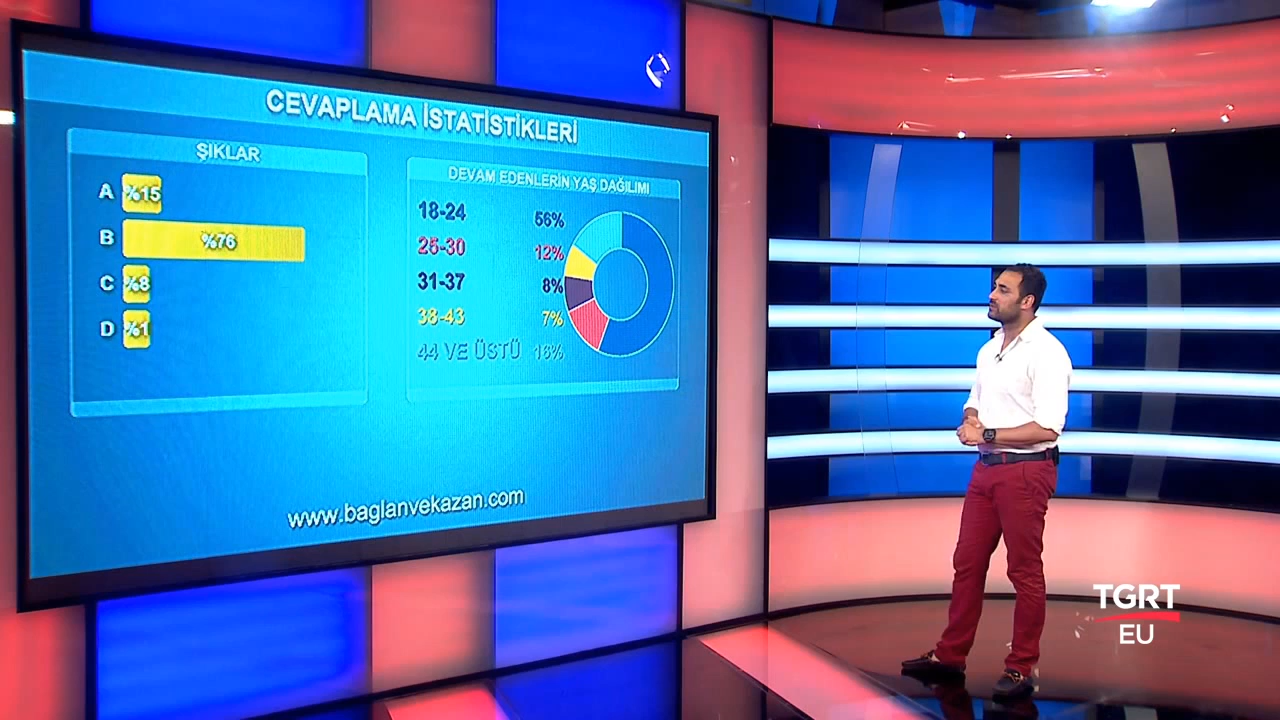 CEVAPLAMA İSTATİSTİKLERİ
ŞIKLAR
A %15
B %76
C %8
D %1
DEVAM EDENLERİN YAŞ DAĞILIMI
18-24 56%
25-30 12%
31-37 8%
38-43 7%
44 VE ÜSTÜ 16%
www.baglanvekazan.com
TGRT
EU